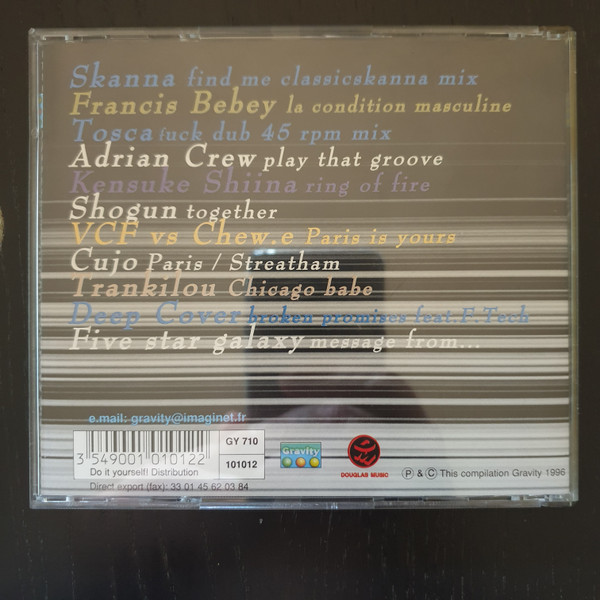 Skanna find me classicskanna mix
Francis Bebey la condition masculine
Tosca fuck dub 45 rpm mix
Adrian Crew play that groove
Kensuke Shiina ring of fire
Shogun together
VCF vs Chew.e Paris is yours
Cujo Paris / Streatham
Trankilou Chicago babe
Deep Cover broken promises feat.F.Tech
Five star galaxy message from...
e.mail: gravity@imaginet.fr
GY 710
3 549001 010122
101012
Gravity
DOUGLAS MUSIC
Ⓟ & © This compilation Gravity 1996
Do it yourself! Distribution
Direct export (fax): 33 01 45 62 03 84